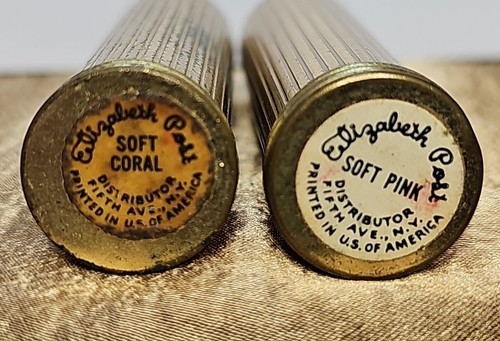 Elizabeth Post
SOFT
CORAL
DISTRIBUTOR
FIFTH AVE. N.Y.
PRINTED IN U.S. OF AMERICA
Elizabeth Post
SOFT PINK
DISTRIBUTOR
FIFTH AVE. N.Y.
PRINTED IN U.S. OF AMERICA